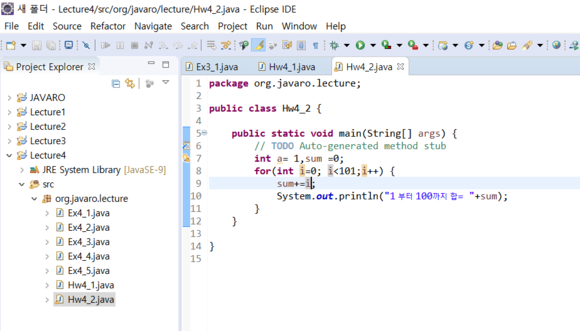 새 폴더 - Lecture4/src/org/javaro/lecture/Hw4_2.java - Eclipse IDE
File Edit Source Refactor Navigate Search Project Run Window Help
Project Explorer
JAVARO
Lecture1
Lecture2
Lecture3
Lecture4
JRE System Library [JavaSE-9]
src
org.javaro.lecture
Ex4_1.java
Ex4_2.java
Ex4_3.java
Ex4_4.java
Ex4_5.java
Hw4_1.java
Hw4_2.java
Ex3_1.java Hw4_1.java Hw4_2.java
1 package org.javaro.lecture;
2
3 public class Hw4_2 {
4
5 public static void main(String[] args) {
6 // TODO Auto-generated method stub
7 int a= 1,sum =0;
8 for(int i=0; i<101;i++) {
9 sum+=i;
10 System.out.println("1부터 100까지 합= "+sum);
11 }
12 }
13
14 }
15